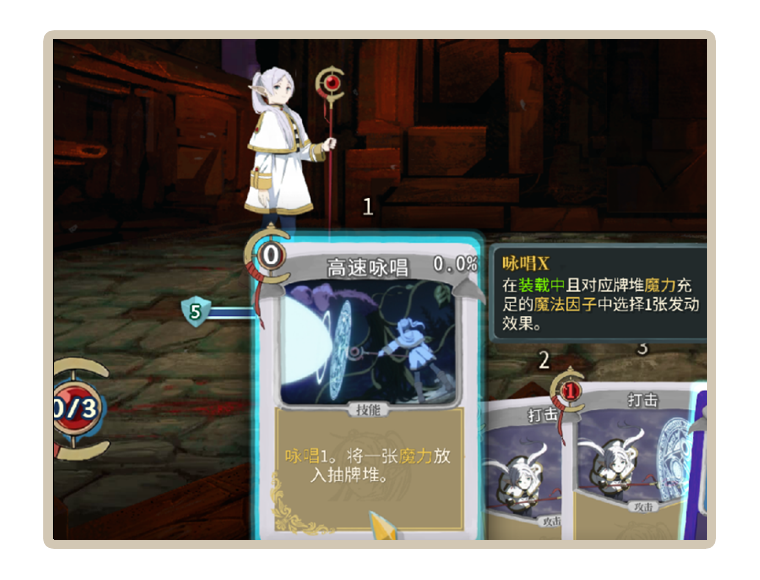 1
0
高速咏唱
0.0%
咏唱X
在装载中且对应牌堆魔力充
足的魔法因子中选择1张发动
效果。
5
0/3
技能
咏唱1。将一张魔力放
入抽牌堆。
2
3
1
打击
打击
攻击
攻击